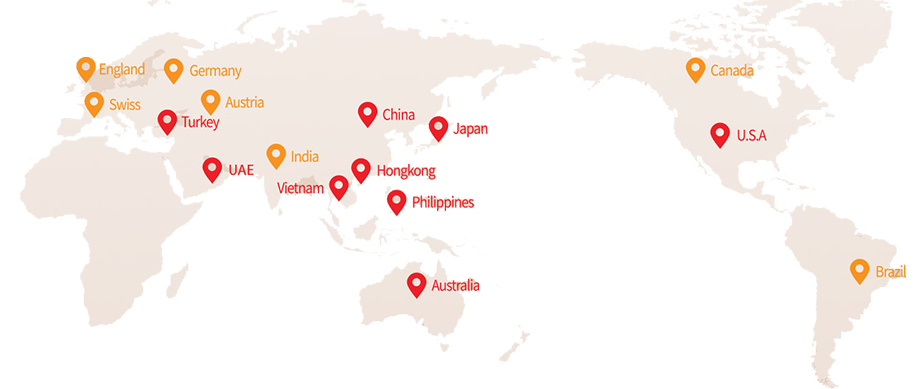 England
Germany
Canada
Swiss
Austria
China
Turkey
Japan
U.S.A
India
UAE
Hongkong
Vietnam
Philippines
Brazil
Australia